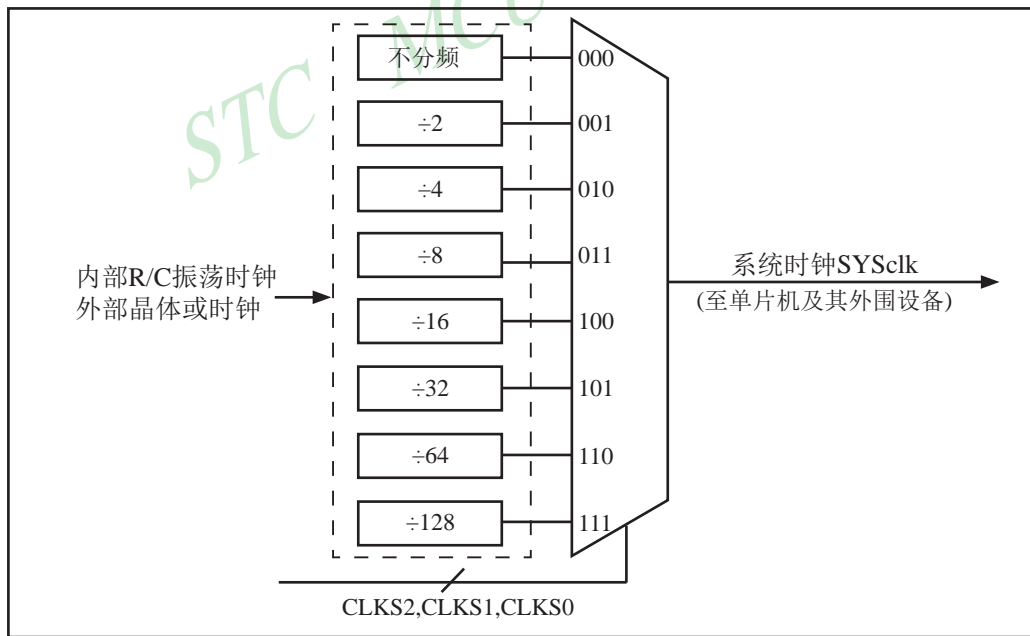 STC MCU
不分频
000
÷2
001
÷4
010
÷8
011
÷16
100
÷32
101
÷64
110
÷128
111
内部R/C振荡时钟
外部晶体或时钟
系统时钟SYSclk
(至单片机及其外围设备)
CLKS2,CLKS1,CLKS0